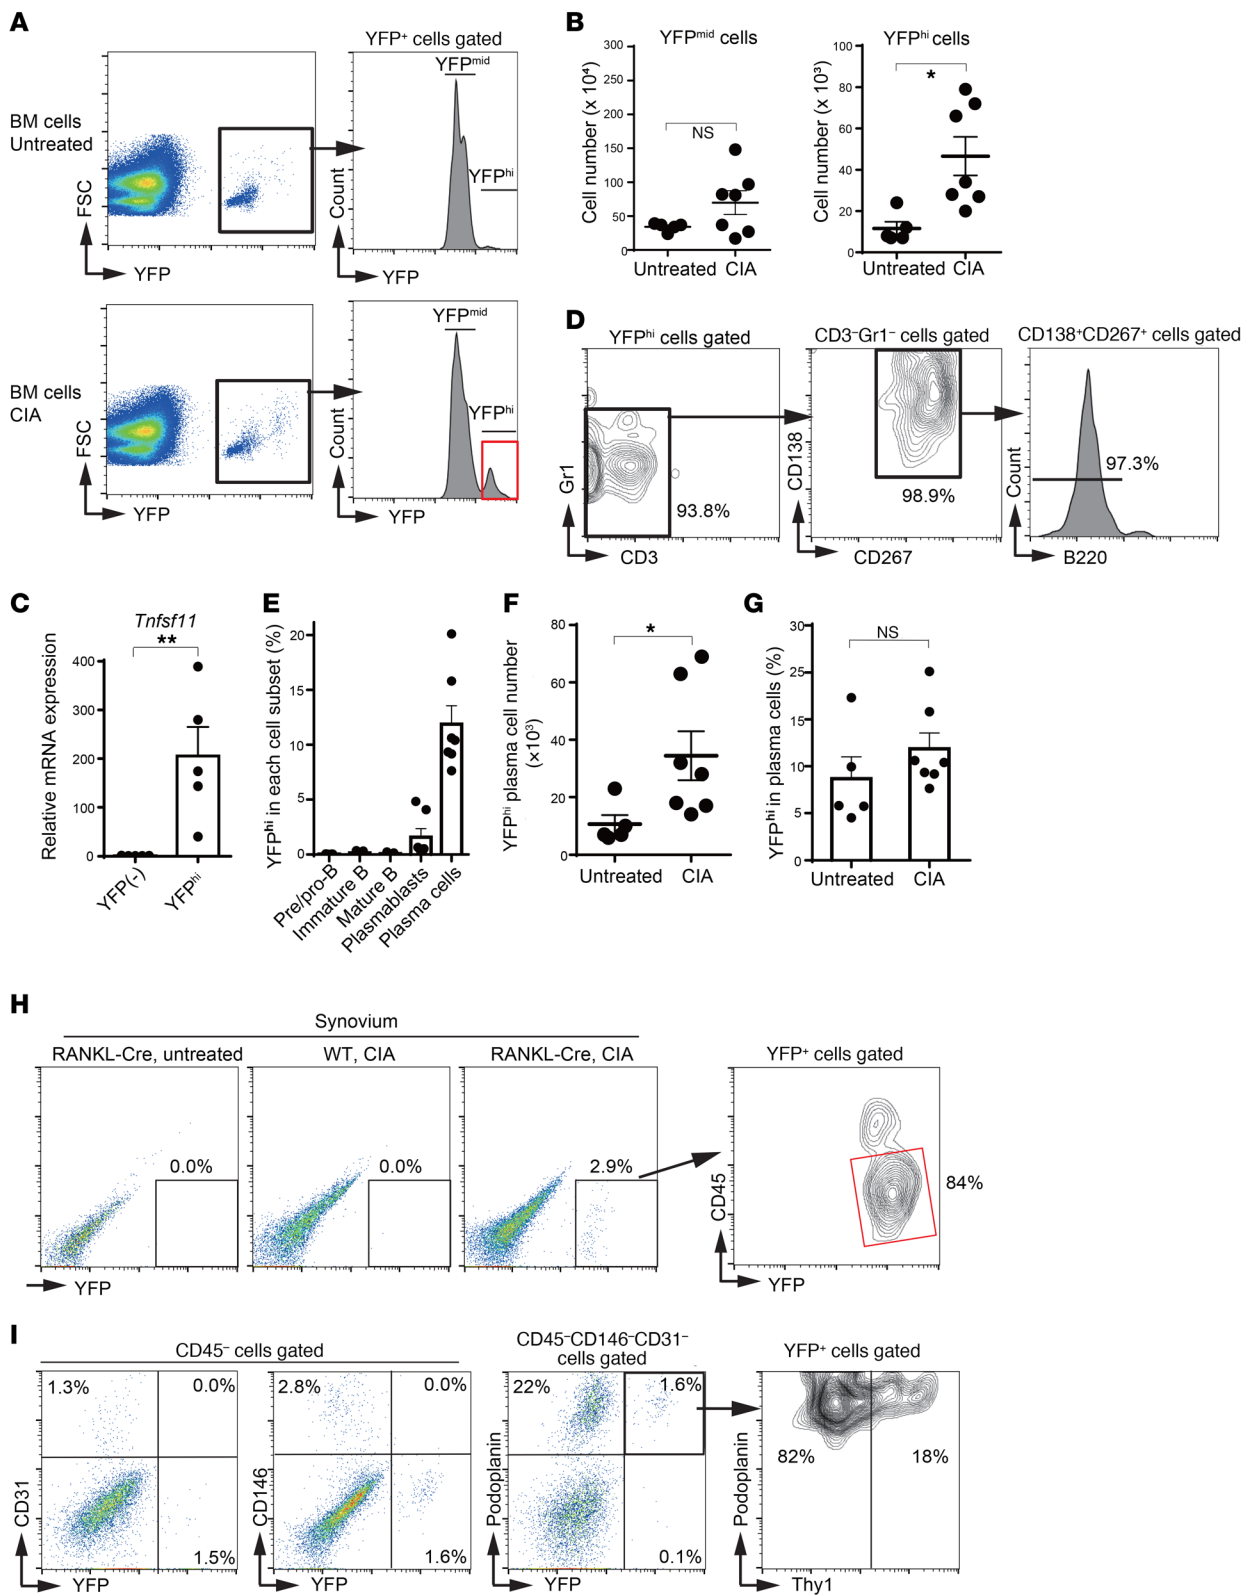 A
YFP⁺ cells gated
BM cells
Untreated
FSC
YFP
YFPᵐⁱᵈ
YFPʰⁱ
Count
YFP
BM cells
CIA
FSC
YFP
YFPᵐⁱᵈ
YFPʰⁱ
Count
YFP
B
YFPᵐⁱᵈ cells
Cell number (x 10⁴)
300
250
200
150
100
50
0
NS
Untreated
CIA
YFPʰⁱ cells
Cell number (x 10³)
100
80
60
40
20
0
*
Untreated
CIA
D
YFPʰⁱ cells gated
Gr1
CD3
93.8%
CD3⁻Gr1⁻ cells gated
CD138
CD267
98.9%
CD138⁺CD267⁺ cells gated
Count
B220
97.3%
C
Tnfsf11
**
Relative mRNA expression
400
300
200
100
0
YFP(-)
YFPʰⁱ
E
YFPʰⁱ in each cell subset (%)
20
15
10
5
0
Pre/pro-B
Immature B
Mature B
Plasmablasts
Plasma cells
F
YFPʰⁱ plasma cell number
(×10³)
80
60
40
20
0
*
Untreated
CIA
G
YFPʰⁱ in plasma cells (%)
30
25
15
10
5
0
NS
Untreated
CIA
H
Synovium
RANKL-Cre, untreated
WT, CIA
RANKL-Cre, CIA
0.0%
0.0%
2.9%
YFP
YFP⁺ cells gated
CD45
YFP
84%
I
CD45⁻ cells gated
1.3%
0.0%
1.5%
CD31
YFP
2.8%
0.0%
1.6%
CD146
YFP
CD45⁻CD146⁻CD31⁻
cells gated
22%
1.6%
0.1%
Podoplanin
YFP
YFP⁺ cells gated
82%
18%
Podoplanin
Thy1